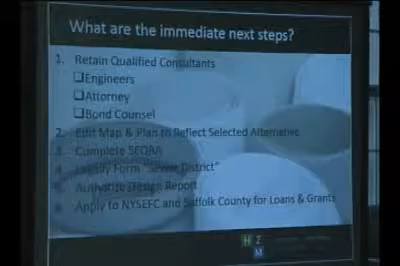 What are the immediate next steps?
1. Retain Qualified Consultants
❑Engineers
❑Attorney
❑Bond Counsel
2. Edit Map & Plan to Reflect Selected Alternative
3. Complete SEQRA
4. Legally Form "Sewer District"
5. Authorize Design Report
6. Apply to NYSEFC and Suffolk County for Loans & Grants
H2
M